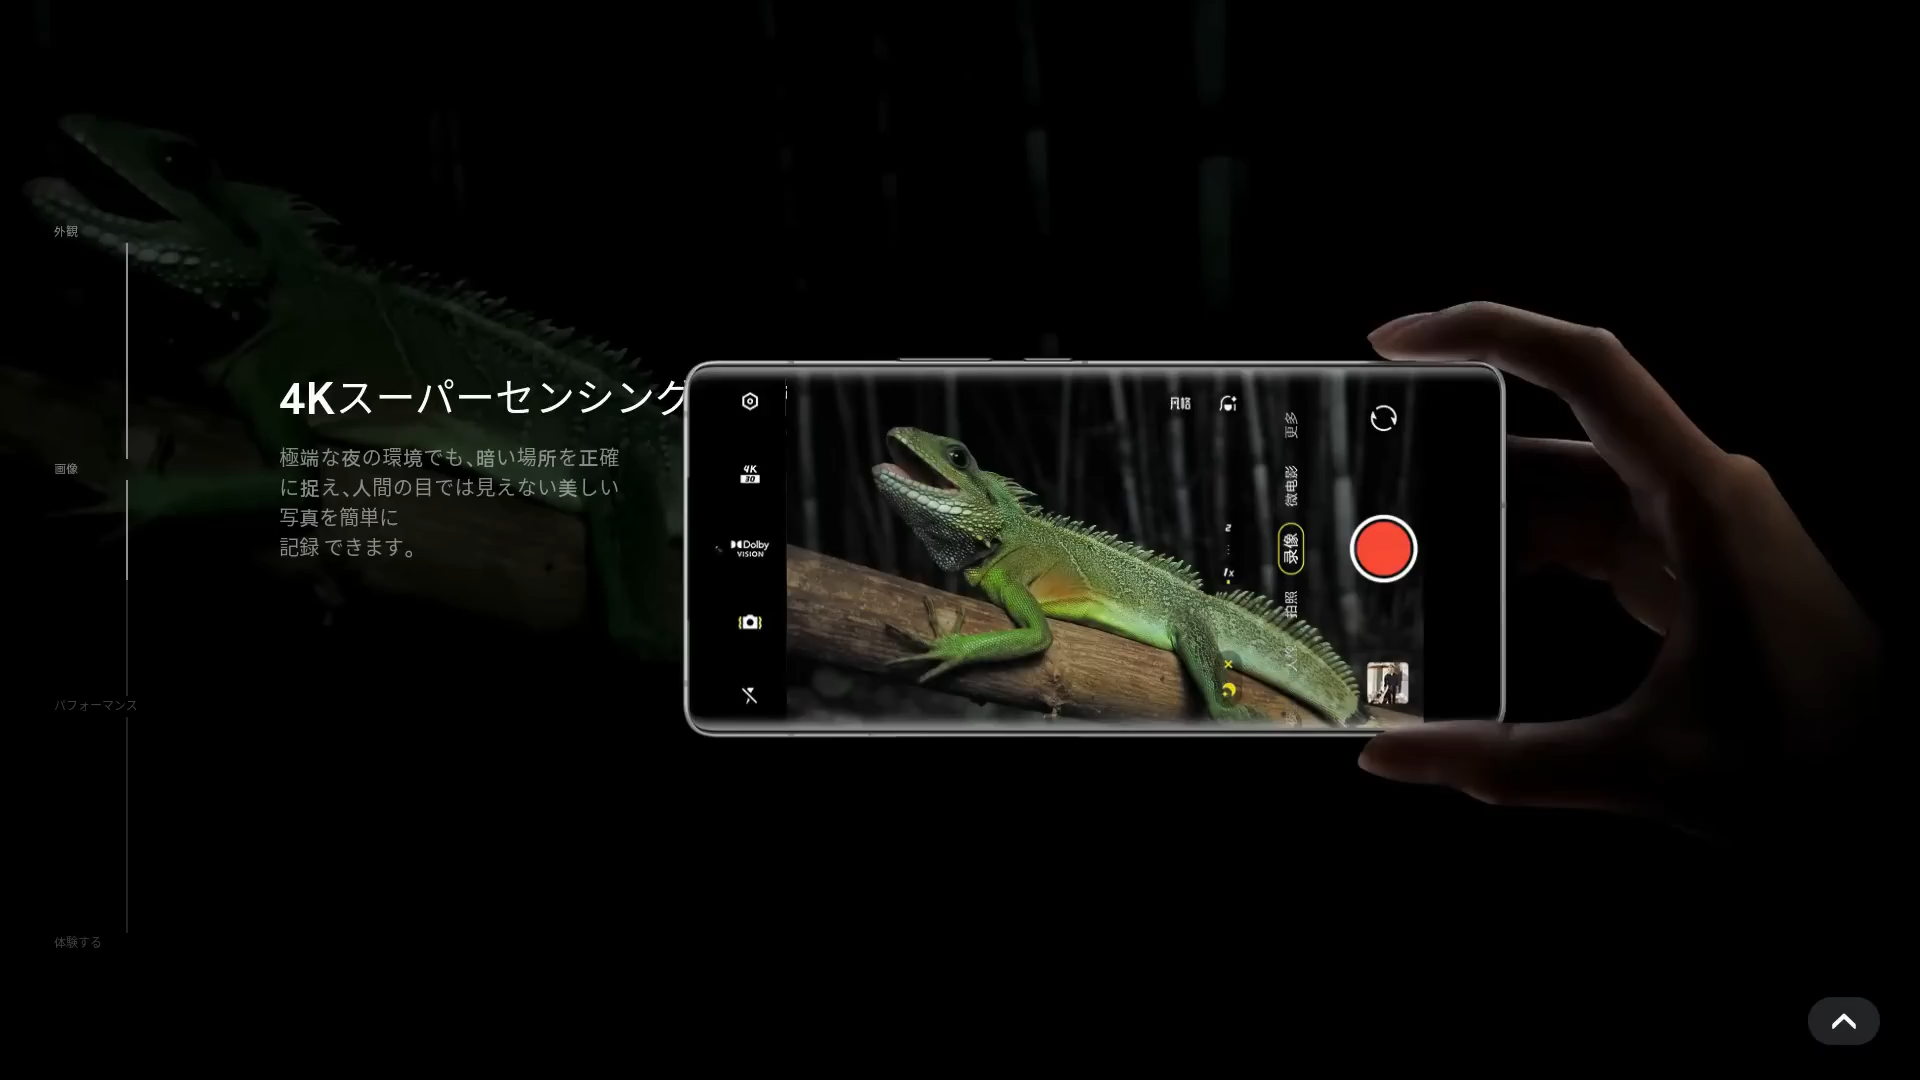 外観
画像
パフォーマンス
体験する
4Kスーパーセンシング
極端な夜の環境でも、暗い場所を正確
に捉え、人間の目では見えない美しい
写真を簡単に
記録 できます。
4K
30
Dolby
VISION
2
1x
更多
微电影
录像
拍照